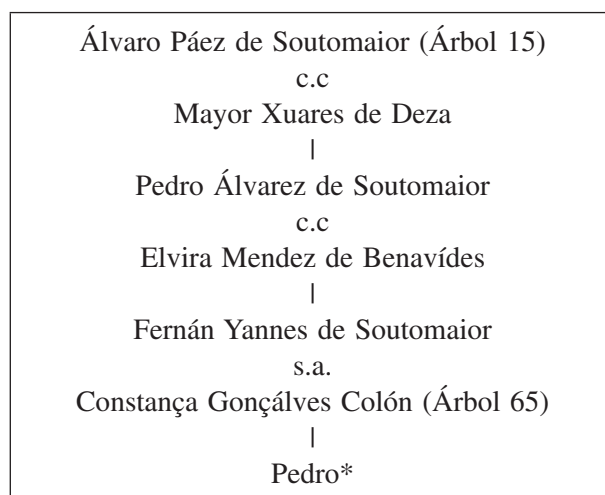 Álvaro Páez de Soutomaior (Árbol 15)
c.c
Mayor Xuares de Deza
|
Pedro Álvarez de Soutomaior
c.c
Elvira Mendez de Benavídes
|
Fernán Yannes de Soutomaior
s.a.
Constança Gonçálves Colón (Árbol 65)
|
Pedro*